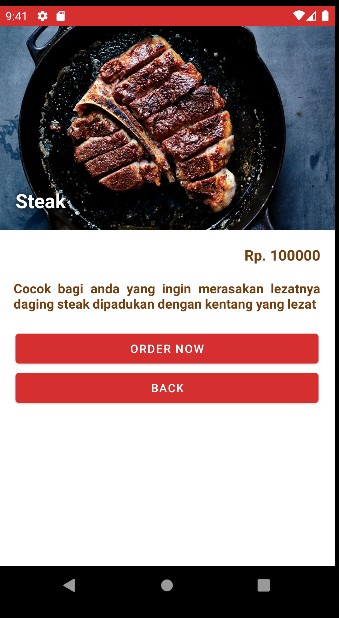 9:41
Steak
Rp. 100000
Cocok bagi anda yang ingin merasakan lezatnya
daging steak dipadukan dengan kentang yang lezat
ORDER NOW
BACK